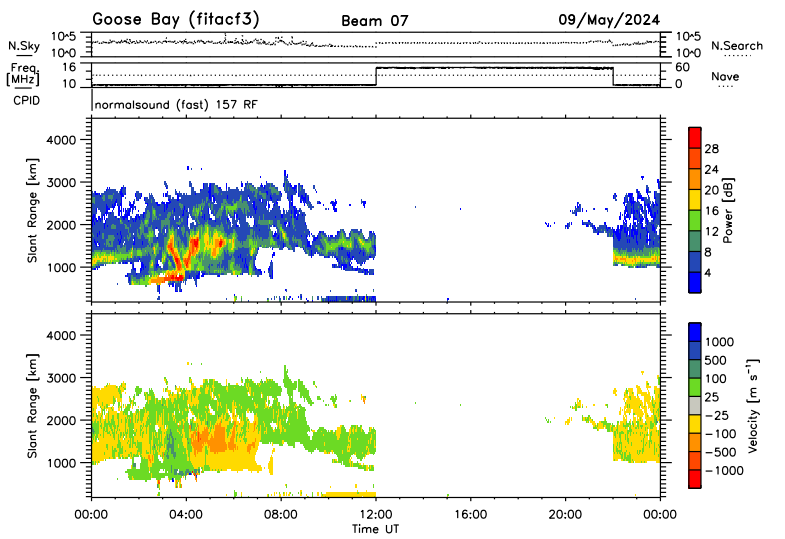 Goose Bay (fitacf3) Beam 07 09/May/2024
N.Sky 10^5 10^0 10^5 10^0 N.Search
Freq. [MHz] 16 10 60 0 Nave
CPID normalsound (fast) 157 RF
Slant Range [km] 4000 3000 2000 1000
28 24 20 16 12 8 4 Power [dB]
Slant Range [km] 4000 3000 2000 1000
1000 500 100 25 −25 −100 −500 −1000 Velocity [m s⁻¹]
00:00 04:00 08:00 12:00 16:00 20:00 00:00
Time UT